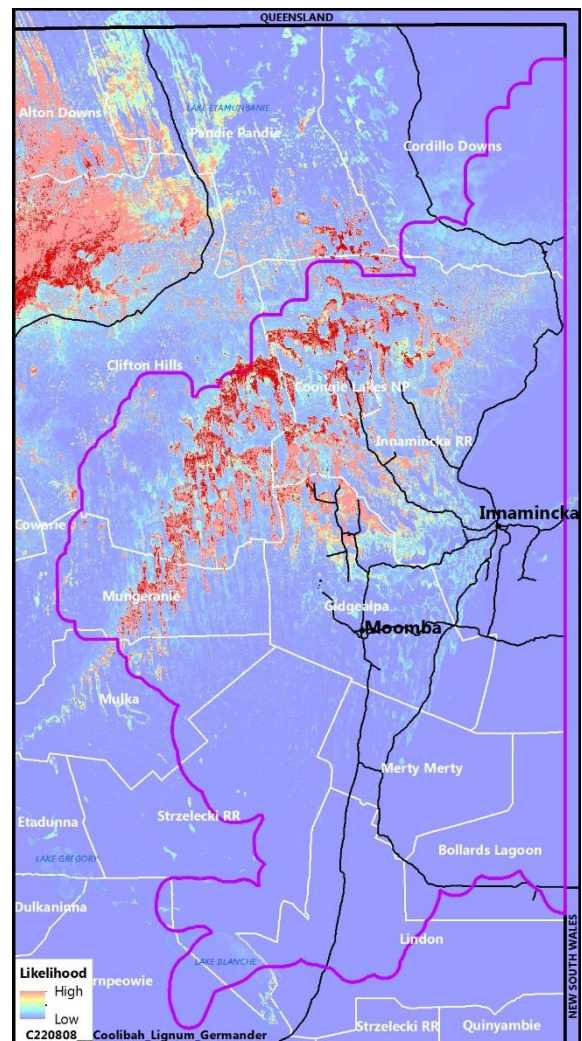 QUEENSLAND
LAKE ETAMUNBANIE
Alton Downs
Pandie Pandie
Cordillo Downs
Clifton Hills
Coongie Lakes NP
Innamincka RR
Innamincka
Cowarie
Mungeranie
Gidgealpa
Moomba
Mulka
Merty Merty
Etadunna
Strzelecki RR
Bollards Lagoon
LAKE GREGORY
Dulkaninna
Lindon
LAKE BLANCHE
NEW SOUTH WALES
Likelihood
High
Low
rnpeowie
Strzelecki RR
Quinyambie
C220808__Coolibah_Lignum_Germander